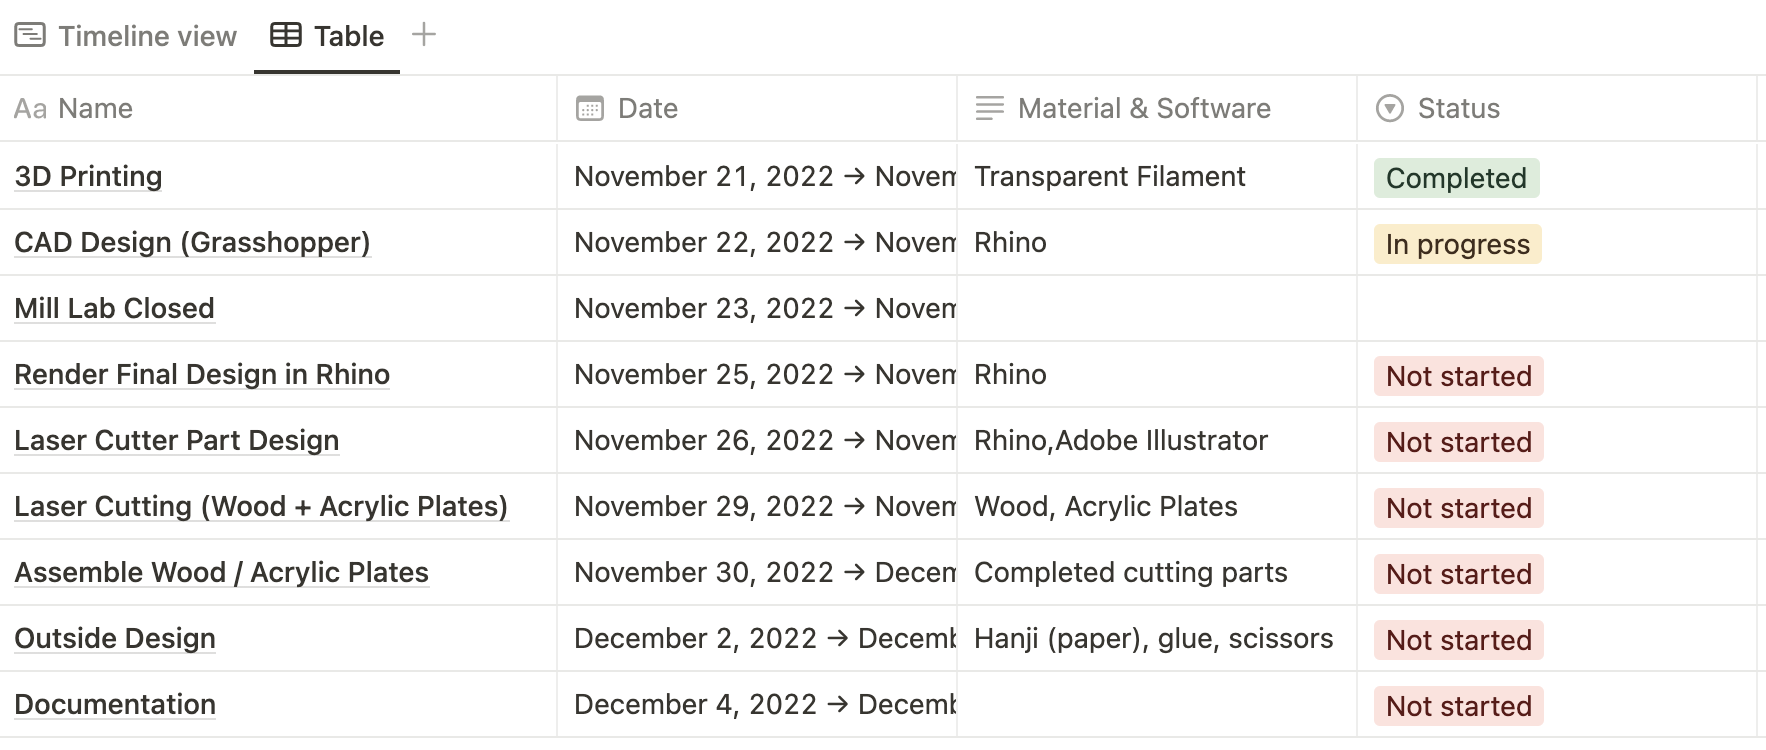 Timeline view Table
Aa Name Date Material & Software Status
3D Printing November 21, 2022 → Novem Transparent Filament Completed
CAD Design (Grasshopper) November 22, 2022 → Novem Rhino In progress
Mill Lab Closed November 23, 2022 → Novem
Render Final Design in Rhino November 25, 2022 → Novem Rhino Not started
Laser Cutter Part Design November 26, 2022 → Novem Rhino,Adobe Illustrator Not started
Laser Cutting (Wood + Acrylic Plates) November 29, 2022 → Novem Wood, Acrylic Plates Not started
Assemble Wood / Acrylic Plates November 30, 2022 → Decem Completed cutting parts Not started
Outside Design December 2, 2022 → Decemb Hanji (paper), glue, scissors Not started
Documentation December 4, 2022 → Decemb Not started